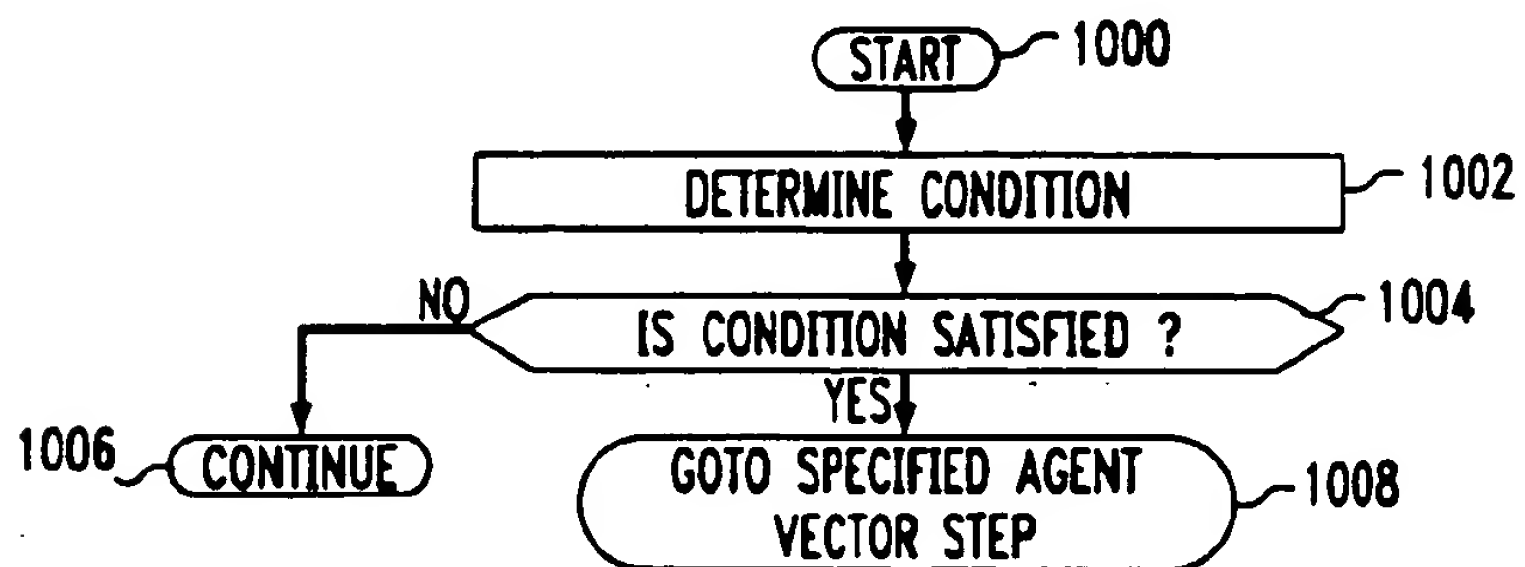 START 1000
DETERMINE CONDITION 1002
NO
IS CONDITION SATISFIED ? 1004
YES
1006 CONTINUE
GOTO SPECIFIED AGENT
VECTOR STEP
1008